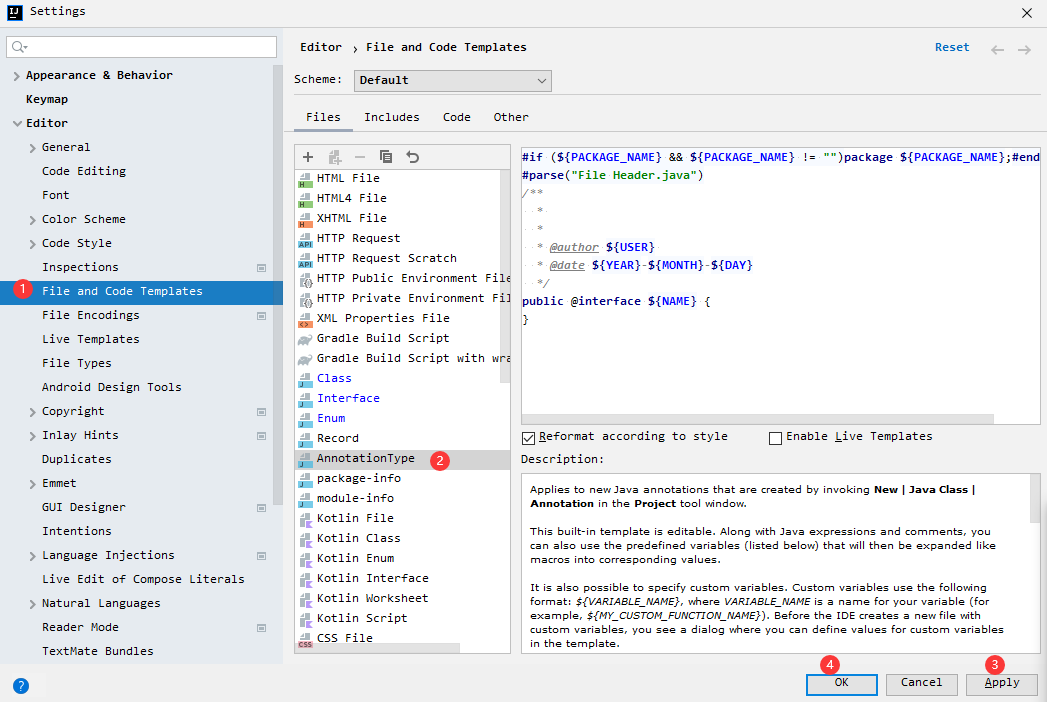 Settings
Appearance & Behavior
Keymap
Editor
General
Code Editing
Font
Color Scheme
Code Style
Inspections
1 File and Code Templates
File Encodings
Live Templates
File Types
Android Design Tools
Copyright
Inlay Hints
Duplicates
Emmet
GUI Designer
Intentions
Language Injections
Live Edit of Compose Literals
Natural Languages
Reader Mode
TextMate Bundles
?
Editor › File and Code Templates
Reset
Scheme: Default
Files Includes Code Other
HTML File
HTML4 File
XHTML File
HTTP Request
HTTP Request Scratch
HTTP Public Environment File
HTTP Private Environment Fil
XML Properties File
Gradle Build Script
Gradle Build Script with wra
Class
Interface
Enum
Record
AnnotationType 2
package-info
module-info
Kotlin File
Kotlin Class
Kotlin Enum
Kotlin Interface
Kotlin Worksheet
Kotlin Script
CSS File
#if (${PACKAGE_NAME} && ${PACKAGE_NAME} != "")package ${PACKAGE_NAME};#end
#parse("File Header.java")
/**
*
*
* @author ${USER}
* @date ${YEAR}-${MONTH}-${DAY}
*/
public @interface ${NAME} {
}
Reformat according to style
Enable Live Templates
Description:
Applies to new Java annotations that are created by invoking New | Java Class |
Annotation in the Project tool window.
This built-in template is editable. Along with Java expressions and comments, you
can also use the predefined variables (listed below) that will then be expanded like
macros into corresponding values.
It is also possible to specify custom variables. Custom variables use the following
format: ${VARIABLE_NAME}, where VARIABLE_NAME is a name for your variable (for
example, ${MY_CUSTOM_FUNCTION_NAME}). Before the IDE creates a new file with
custom variables, you see a dialog where you can define values for custom variables
in the template.
4
3
OK
Cancel
Apply